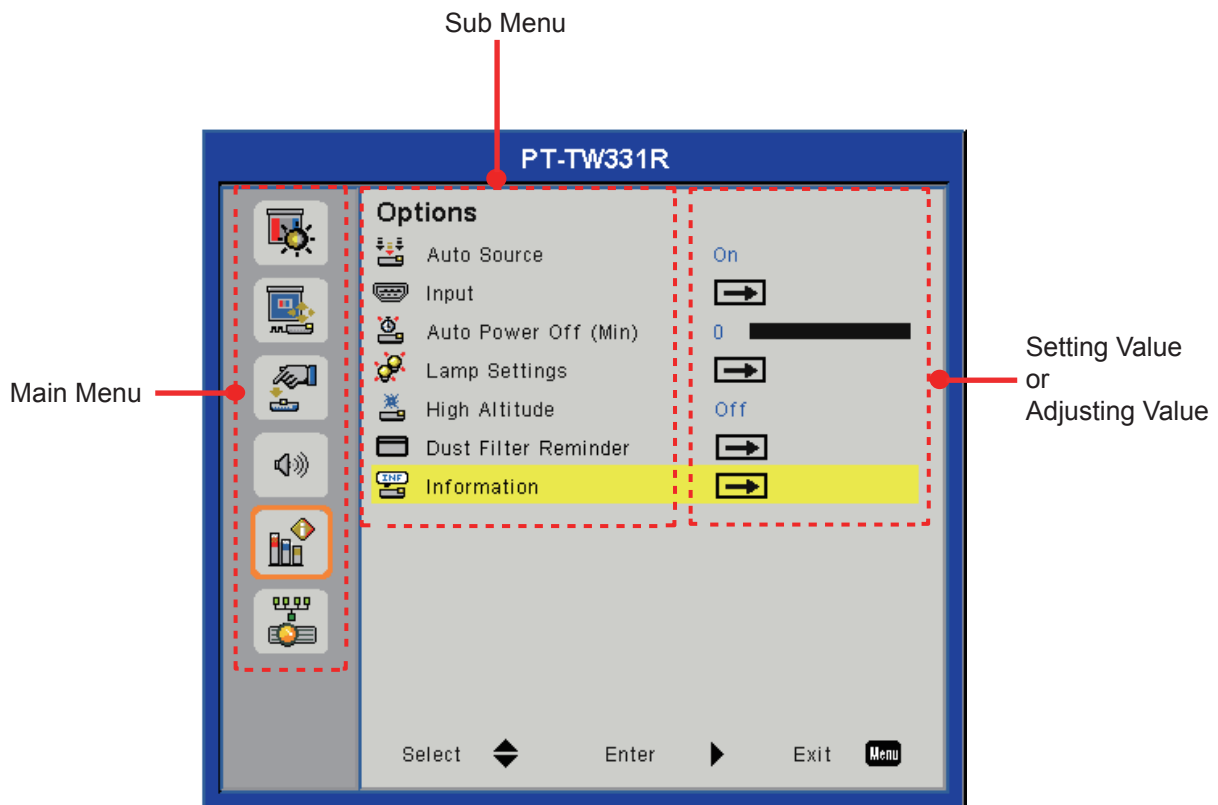 Sub Menu
PT-TW331R
Options
Auto Source On
Input
Auto Power Off (Min) 0
Lamp Settings
High Altitude Off
Dust Filter Reminder
INF
Information
Main Menu
Setting Value
or
Adjusting Value
Select Enter Exit Menu